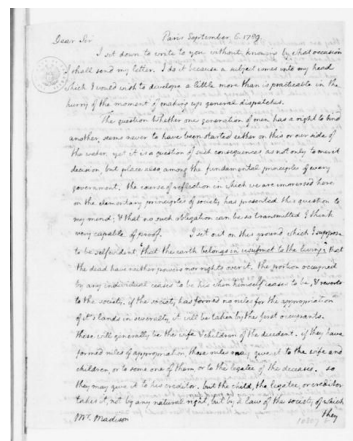 Dear Sir Paris September 6. 1789.
I sit down to write to you without knowing by what occasion
I shall send my letter. I do it because a subject comes into my head
which I would wish to develope a little more than is practicable in the
hurry of the moment of making up general dispatches.
The question Whether one generation of men has a right to bind
another, seems never to have been started either on this or our side of
the water. yet it is a question of such consequences as not only to merit
decision, but place also, among the fundamental principles of every
government. the course of reflection in which we are immersed here
on the elementary principles of society has presented this question to
my mind; & that no such obligation can be so transmitted I think
very capable of proof. I set out on this ground, which I suppose
to be self evident, 'that the earth belongs in usufruct to the living': that
the dead have neither powers nor rights over it. the portion occupied
by any individual ceases to be his when himself ceases to be, & reverts
to the society. if the society has formed no rules for the appropriation
of it's lands in severalty, it will be taken by the first occupants.
these will generally be the wife & children of the decedent. if they have
formed rules of appropriation, those rules may give it to the wife and
children, or to some one of them, or to the legatee of the deceased. so
they may give it to his creditor. but the child, the legatee, or creditor
takes it, not by any natural right, but by a law of the society of which
Mr. Madison they